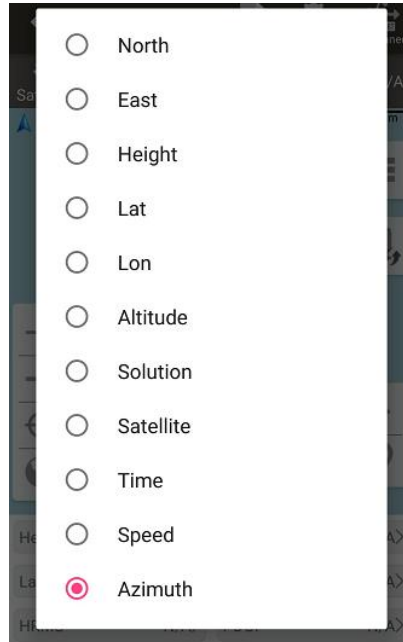 North
East
Height
Lat
Lon
Altitude
Solution
Satellite
Time
Speed
Azimuth